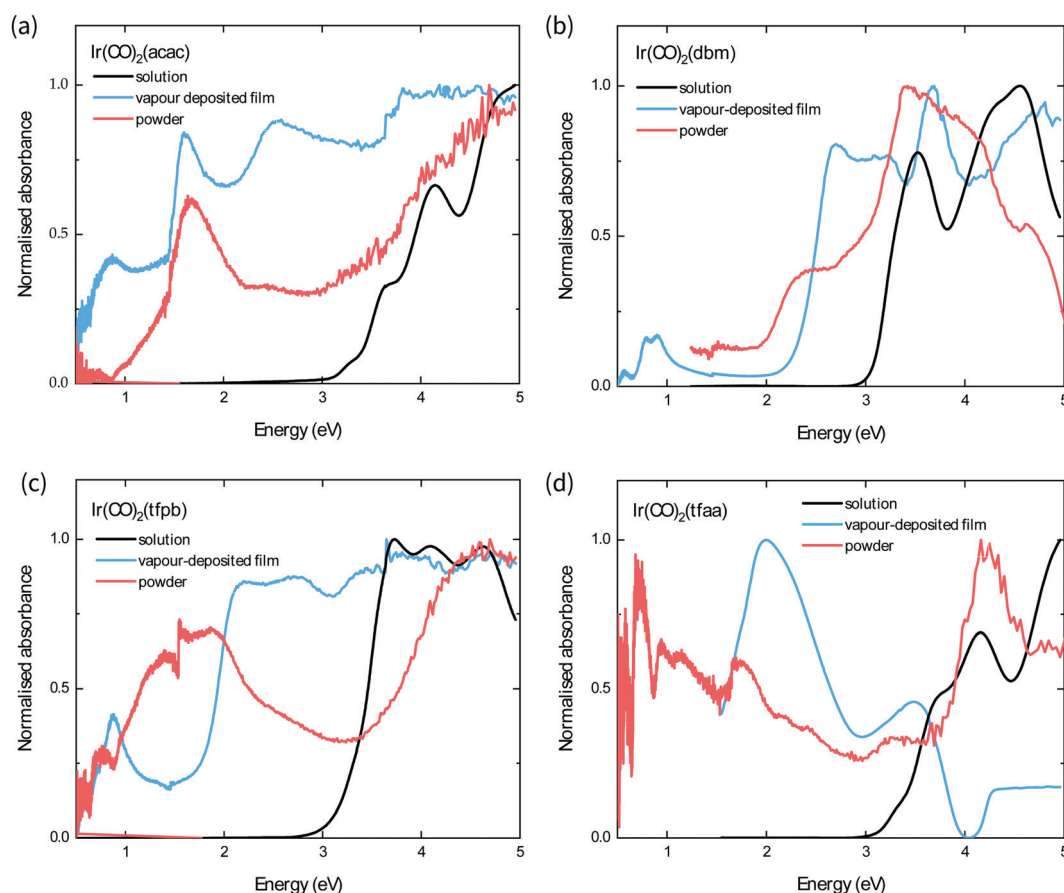 (a)
Ir(CO)2(acac)
solution
vapour deposited film
powder
1.0
0.5
0.0
Normalised absorbance
1 2 3 4 5
Energy (eV)
(b)
Ir(CO)2(dbm)
solution
vapour-deposited film
powder
1.0
0.5
0.0
Normalised absorbance
1 2 3 4 5
Energy (eV)
(c)
Ir(CO)2(tfpb)
solution
vapour-deposited film
powder
1.0
0.5
0.0
Normalised absorbance
1 2 3 4 5
Energy (eV)
(d)
Ir(CO)2(tfaa)
solution
vapour-deposited film
powder
1.0
0.5
0.0
Normalised absorbance
1 2 3 4 5
Energy (eV)